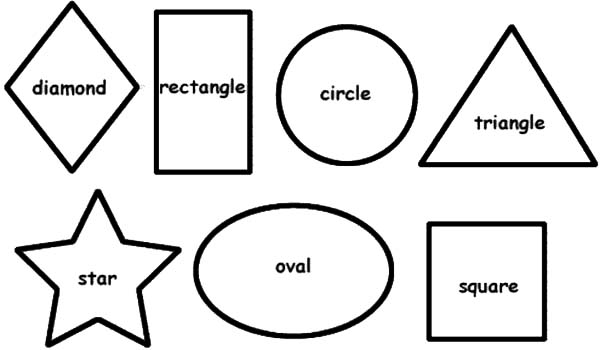 diamond
rectangle
circle
triangle
star
oval
square